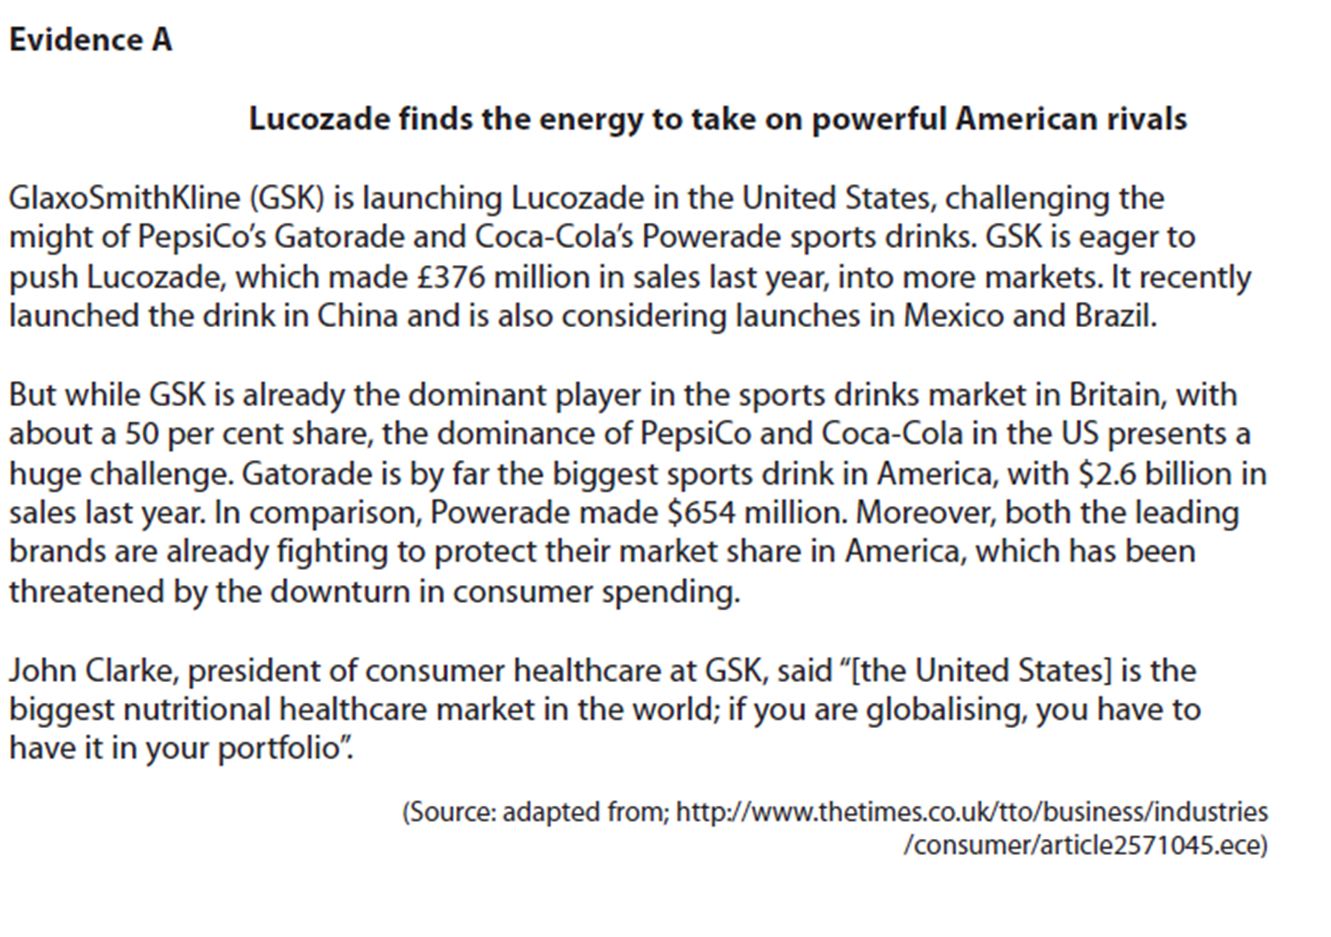 Evidence A
Lucozade finds the energy to take on powerful American rivals
GlaxoSmithKline (GSK) is launching Lucozade in the United States, challenging the
might of PepsiCo’s Gatorade and Coca-Cola’s Powerade sports drinks. GSK is eager to
push Lucozade, which made £376 million in sales last year, into more markets. It recently
launched the drink in China and is also considering launches in Mexico and Brazil.
But while GSK is already the dominant player in the sports drinks market in Britain, with
about a 50 per cent share, the dominance of PepsiCo and Coca-Cola in the US presents a
huge challenge. Gatorade is by far the biggest sports drink in America, with $2.6 billion in
sales last year. In comparison, Powerade made $654 million. Moreover, both the leading
brands are already fighting to protect their market share in America, which has been
threatened by the downturn in consumer spending.
John Clarke, president of consumer healthcare at GSK, said “[the United States] is the
biggest nutritional healthcare market in the world; if you are globalising, you have to
have it in your portfolio”.
(Source: adapted from; http://www.thetimes.co.uk/tto/business/industries
/consumer/article2571045.ece)